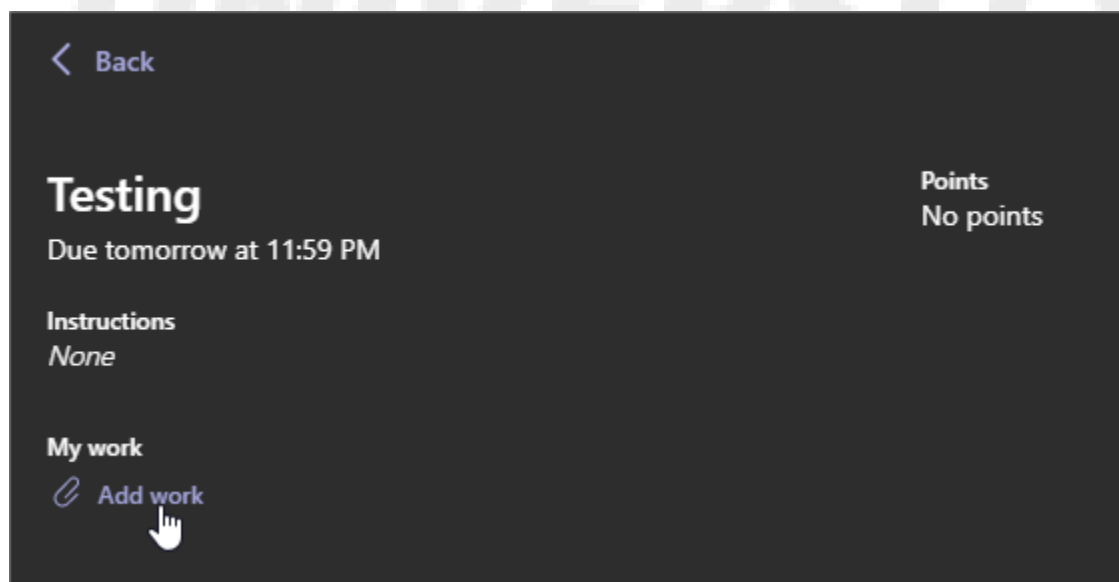 Back
Testing
Due tomorrow at 11:59 PM
Points
No points
Instructions
None
My work
Add work